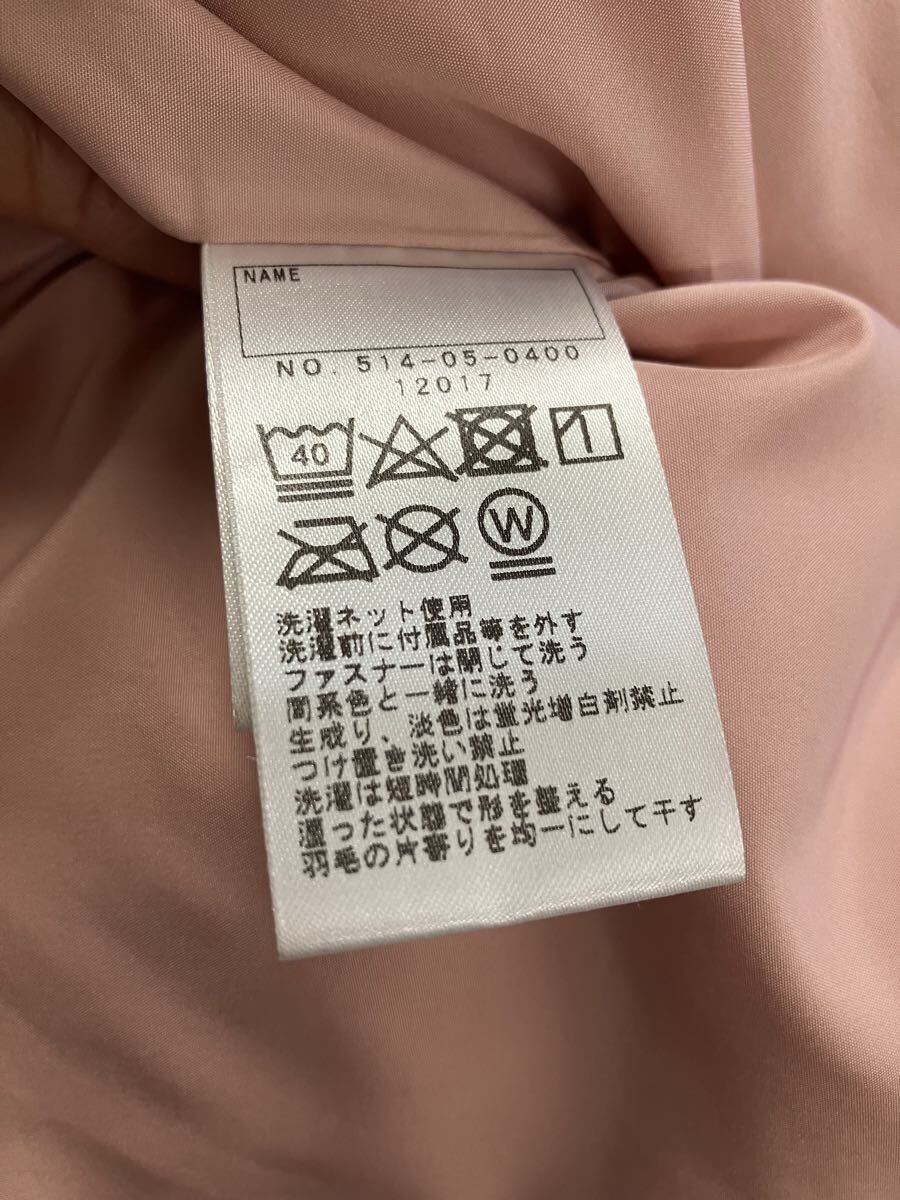 NAME
NO. 514-05-0400
12017
40
W
洗濯ネット使用
洗濯前に付属品等を外す
ファスナーは閉じて洗う
同系色と一緒に洗う
生成り、淡色は蛍光増白剤禁止
つけ置き洗い禁止
洗濯は短時間処理
湿った状態で形を整える
羽毛の片寄りを均一にして干す